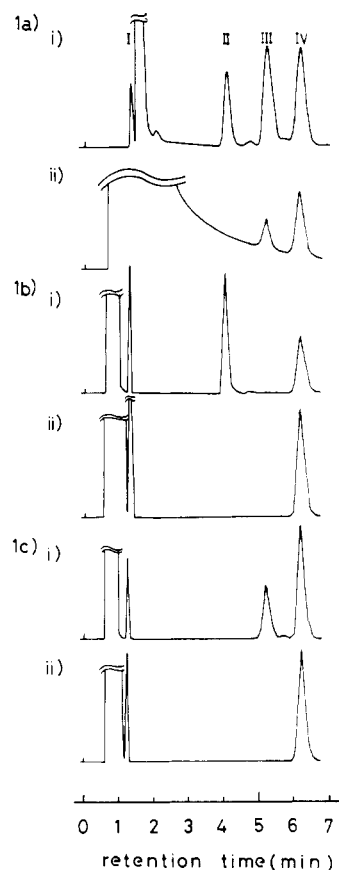 1a)
i) I II III IV
ii)
1b)
i)
ii)
1c)
i)
ii)
0 1 2 3 4 5 6 7
retention time(min)